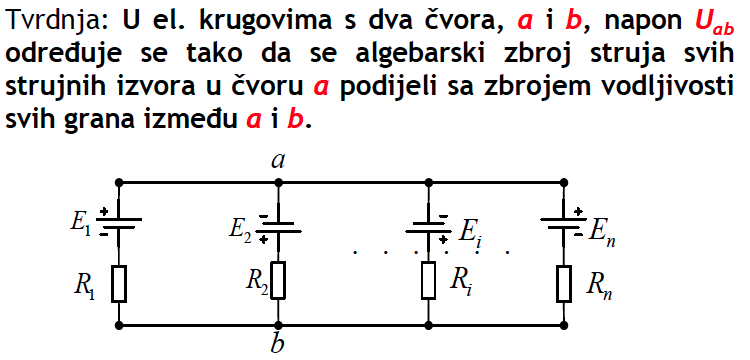 Tvrdnja: U el. krugovima s dva čvora, a i b, napon Uab
određuje se tako da se algebarski zbroj struja svih
strujnih izvora u čvoru a podijeli sa zbrojem vodljivosti
svih grana između a i b.
a
+ - - +
E1 E2 Ei En
- + + -
. . . . . .
R1 R2 Ri Rn
b